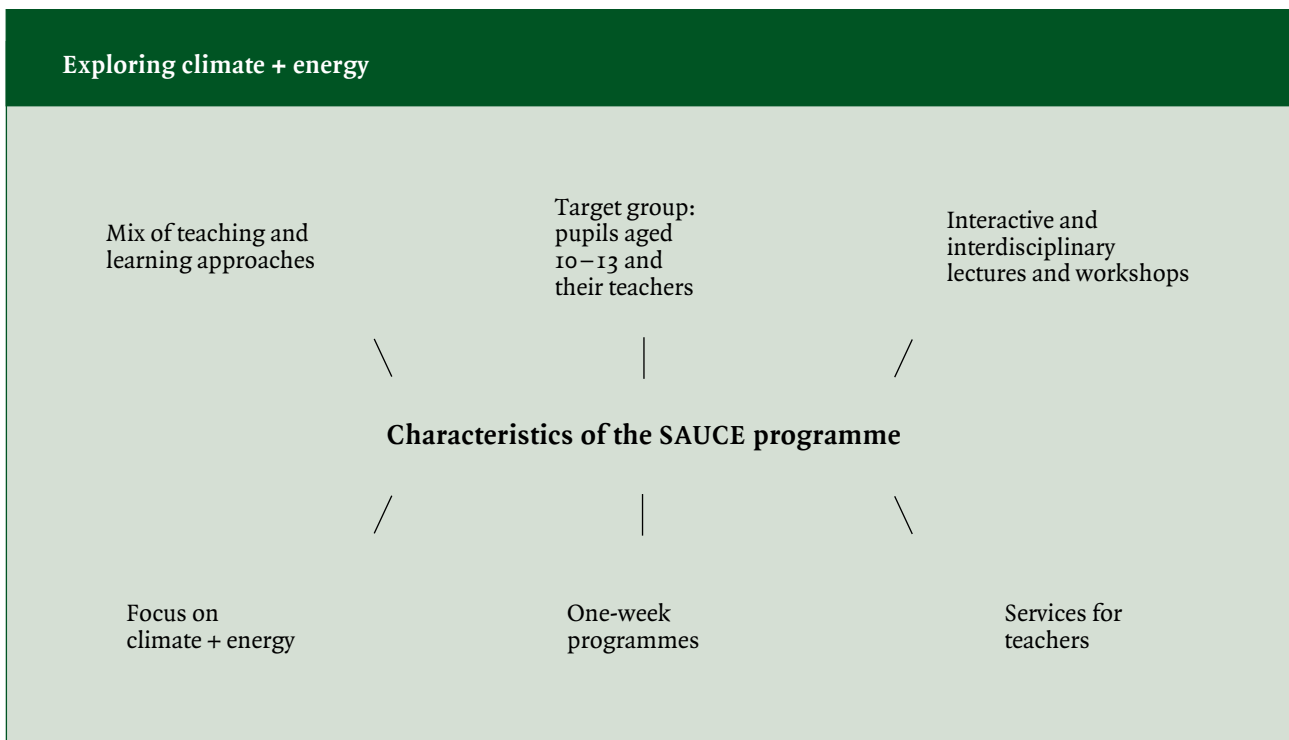 Exploring climate + energy
Mix of teaching and
learning approaches
Target group:
pupils aged
10–13 and
their teachers
Interactive and
interdisciplinary
lectures and workshops
Characteristics of the SAUCE programme
Focus on
climate + energy
One-week
programmes
Services for
teachers